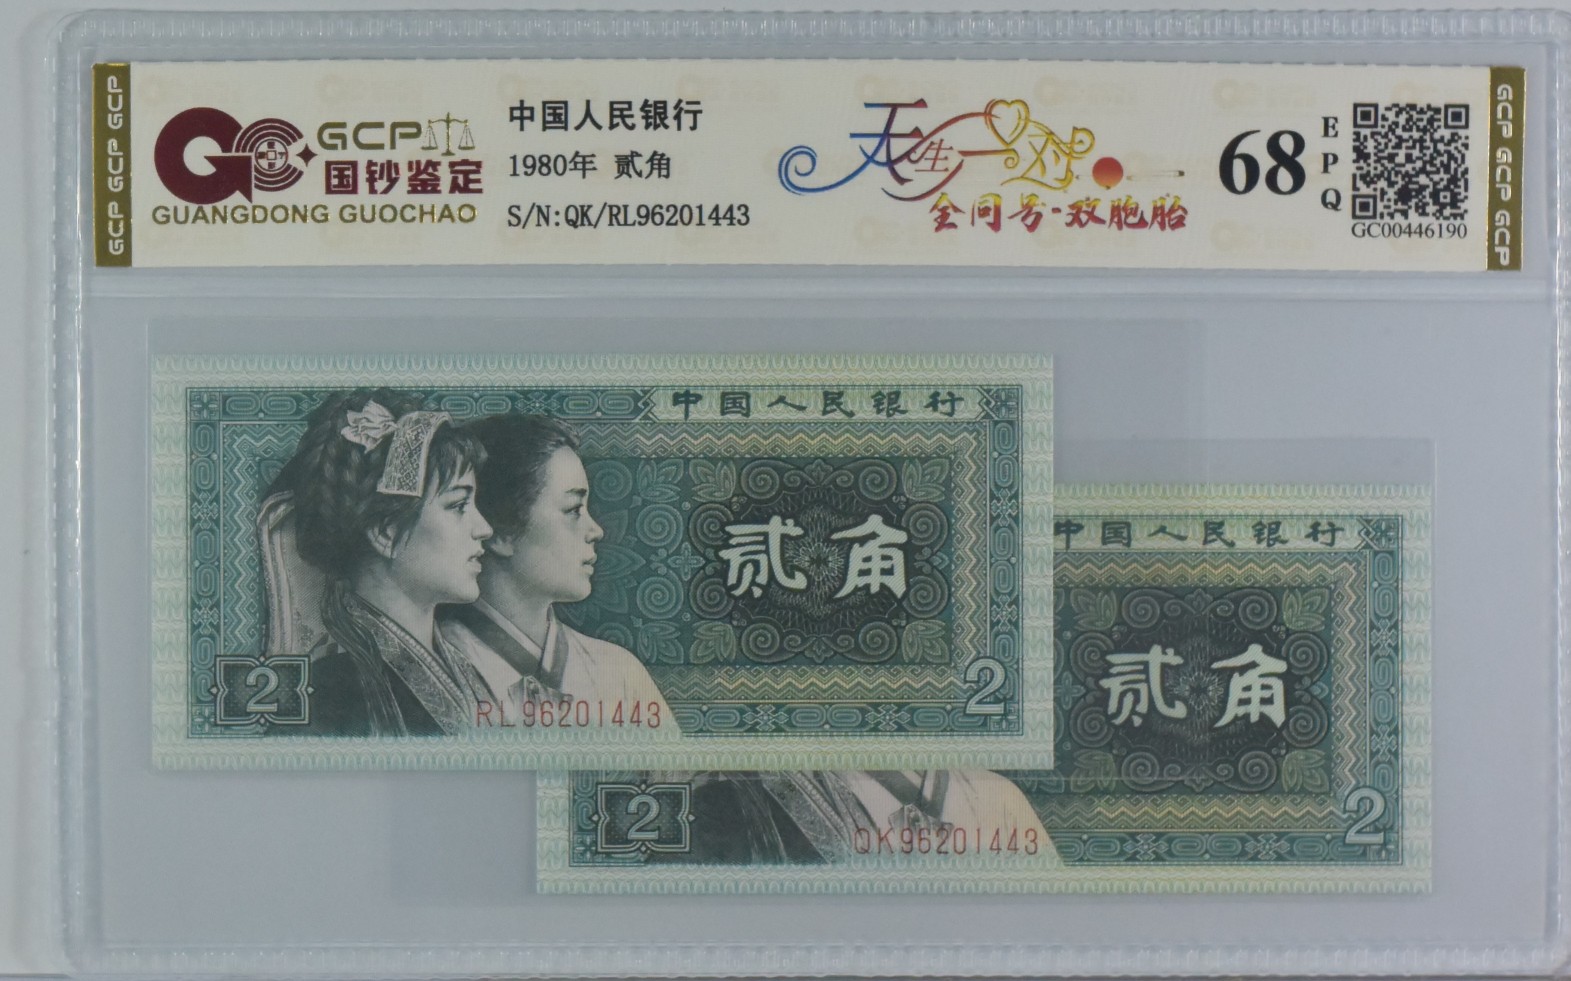 GCP GCP GCP
GCP
国钞鉴定
GUANGDONG GUOCHAO
中国人民银行
1980年 贰角
S/N:QK/RL96201443
天生一对
全同号·双胞胎
68
EPQ
GC00446190
GCP GCP GCP
中国人民银行
贰角
2
2
RL96201443
中国人民银行
贰角
2
2
QK96201443